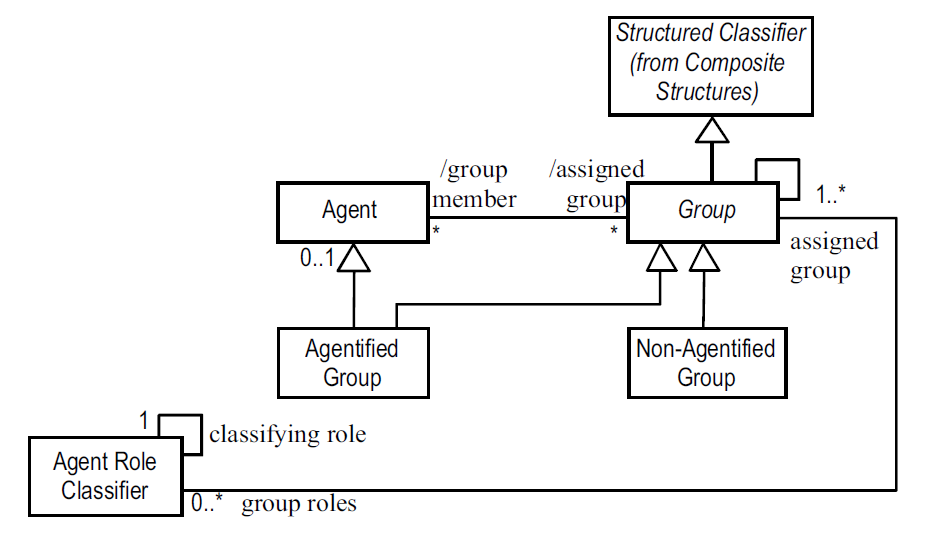 Structured Classifier
(from Composite
Structures)
/group
member
/assigned
group
Agent
Group
1..*
*
*
0..1
assigned
group
Agentified
Group
Non-Agentified
Group
1
classifying role
Agent Role
Classifier
0..*
group roles